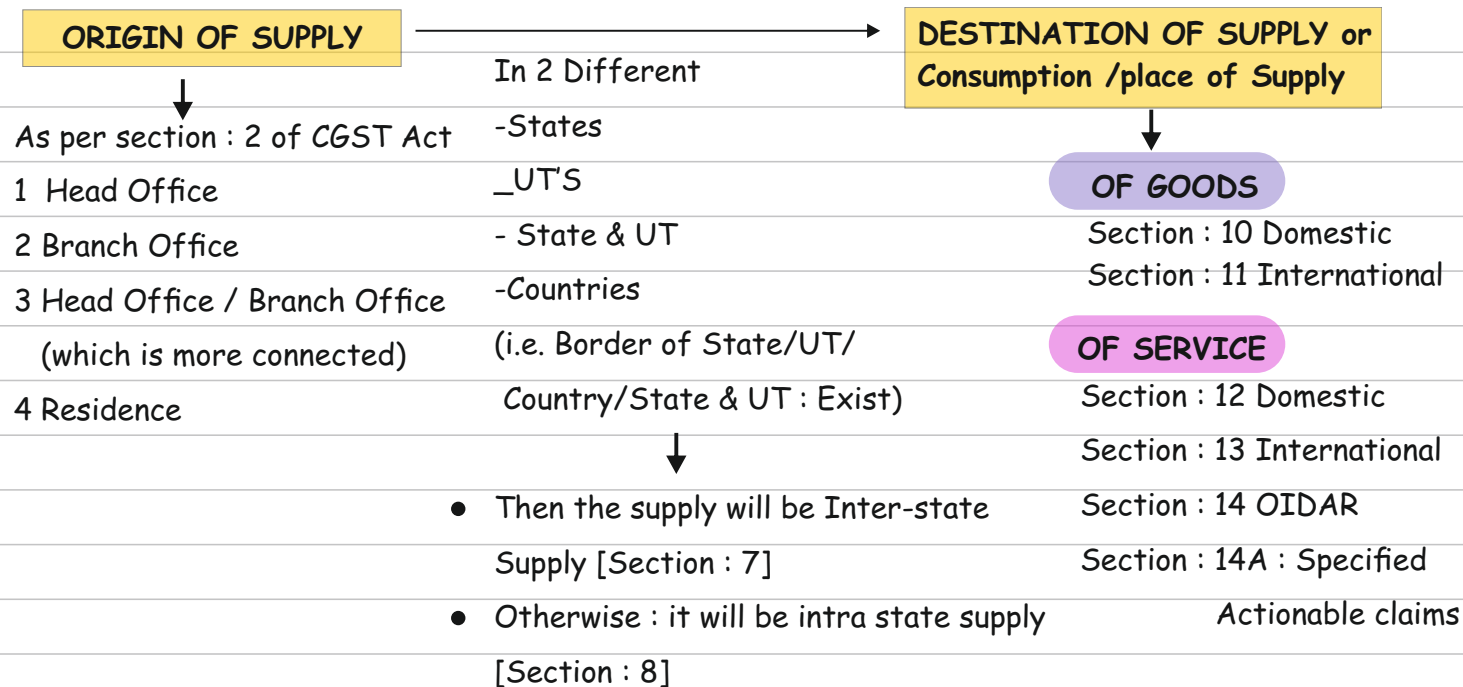 ORIGIN OF SUPPLY
As per section : 2 of CGST Act
1 Head Office
2 Branch Office
3 Head Office / Branch Office
(which is more connected)
4 Residence
In 2 Different
-States
_UT'S
- State & UT
-Countries
(i.e. Border of State/UT/
Country/State & UT : Exist)
● Then the supply will be Inter-state
Supply [Section : 7]
● Otherwise : it will be intra state supply
[Section : 8]
DESTINATION OF SUPPLY or
Consumption /place of Supply
OF GOODS
Section : 10 Domestic
Section : 11 International
OF SERVICE
Section : 12 Domestic
Section : 13 International
Section : 14 OIDAR
Section : 14A : Specified
Actionable claims